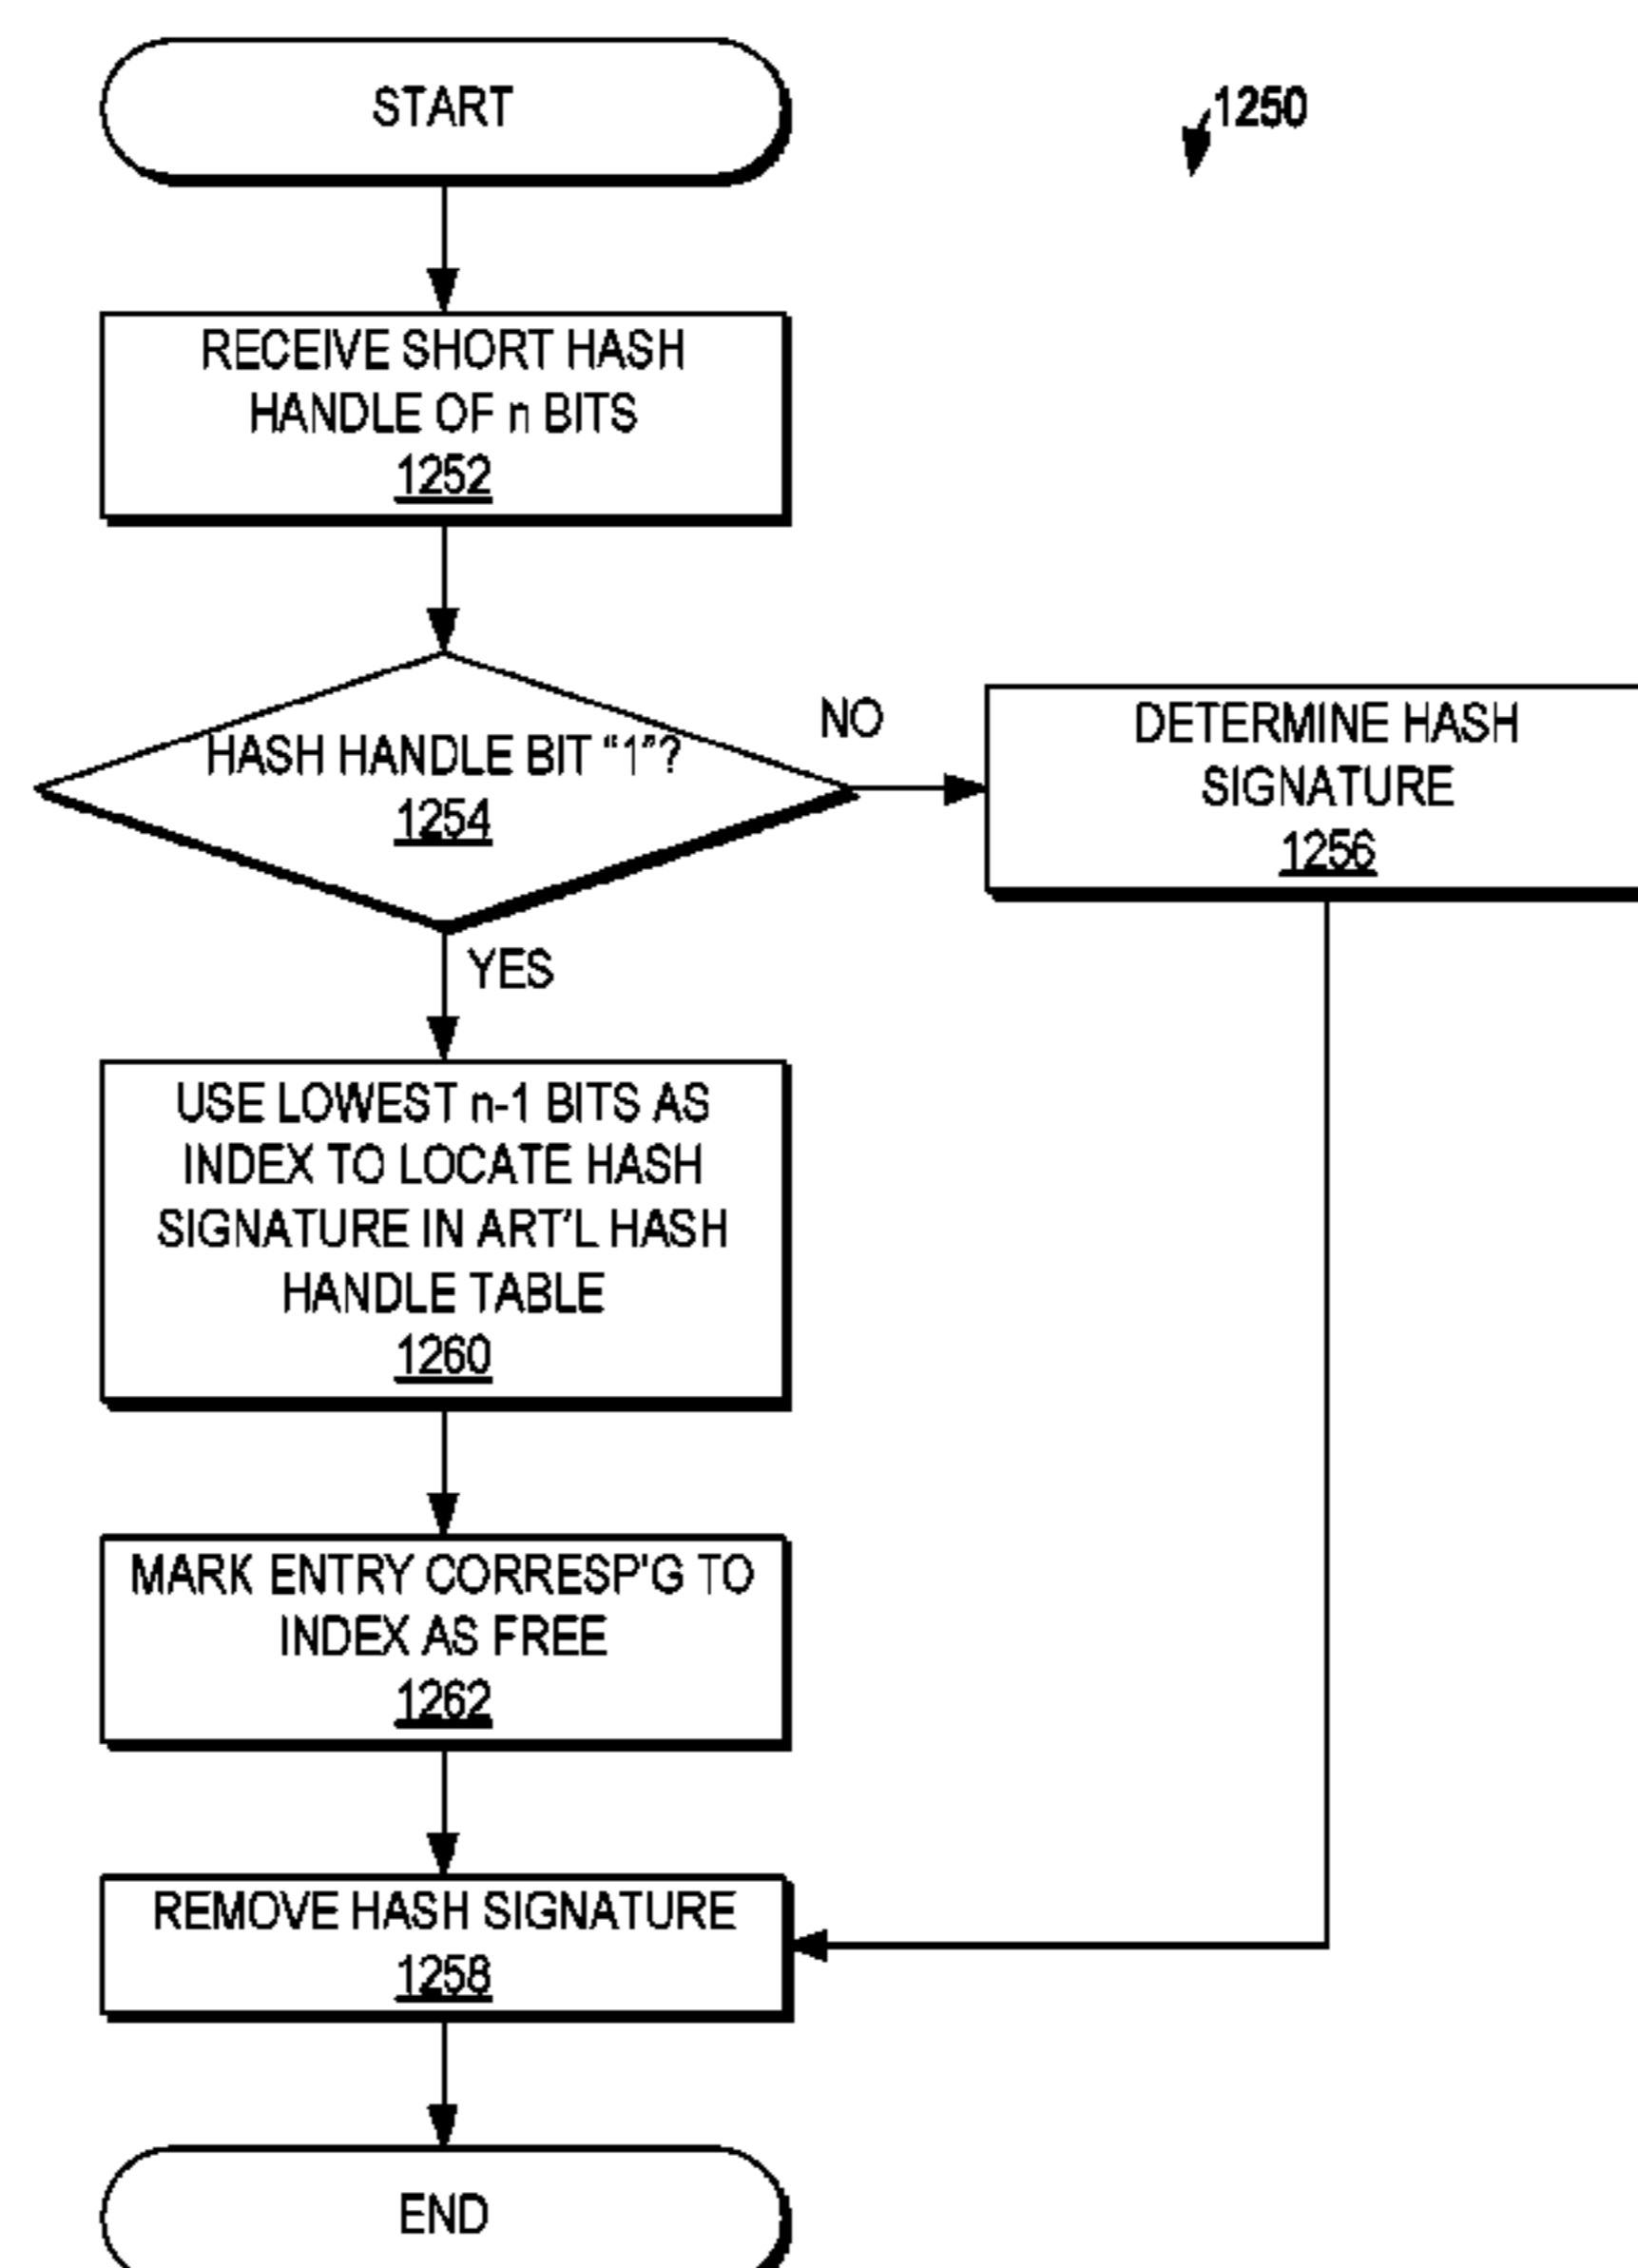 START
1250
RECEIVE SHORT HASH
HANDLE OF n BITS
1252
HASH HANDLE BIT “1”?
1254
NO
DETERMINE HASH
SIGNATURE
1256
YES
USE LOWEST n-1 BITS AS
INDEX TO LOCATE HASH
SIGNATURE IN ART’L HASH
HANDLE TABLE
1260
MARK ENTRY CORRESP'G TO
INDEX AS FREE
1262
REMOVE HASH SIGNATURE
1258
END